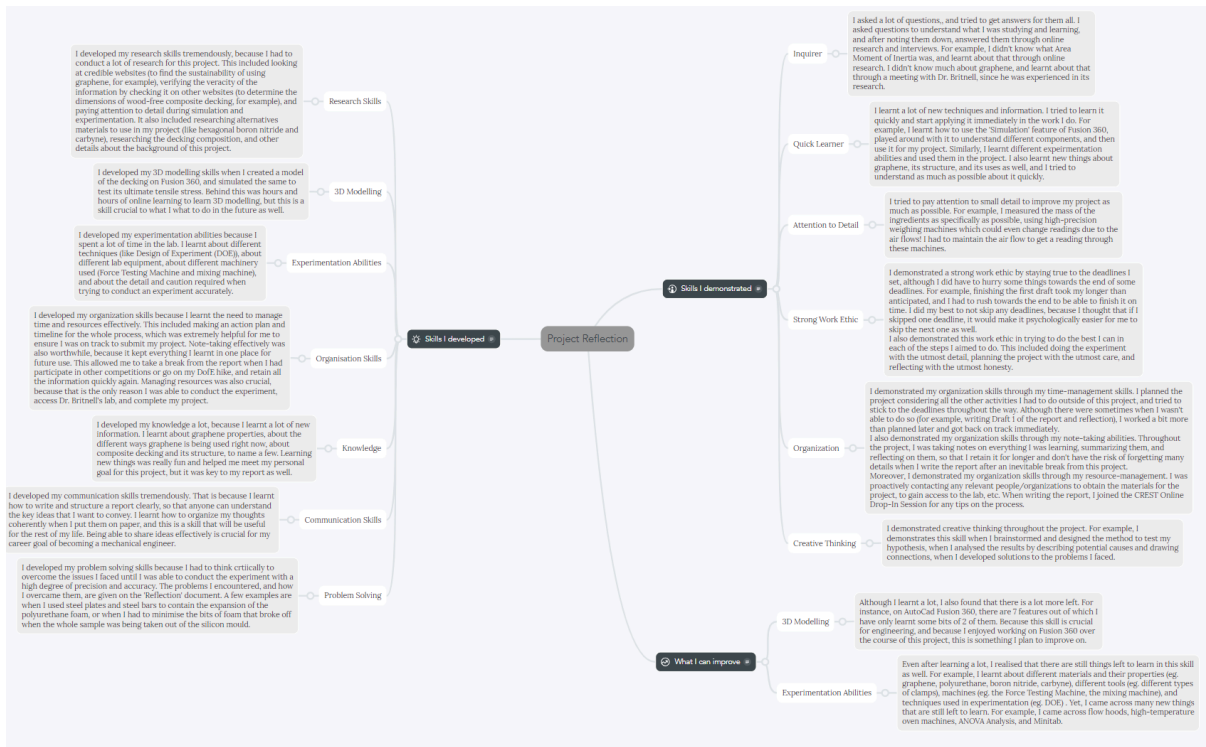 Project Reflection
Skills I developed
Research Skills
I developed my research skills tremendously, because I had to
conduct a lot of research for this project. This included looking
at credible websites (to find the sustainability of using
graphene, for example), verifying the veracity of the
information by checking it on other websites (to determine the
dimensions of wood-free composite decking, for example), and
paying attention to detail during simulation and
experimentation. It also included researching alternatives
materials to use in my project (like hexagonal boron nitride and
carbyne), researching the decking composition, and other
details about the background of this project.
3D Modelling
I developed my 3D modelling skills when I created a model
of the decking on Fusion 360, and simulated the same to
test its ultimate tensile stress. Behind this was hours and
hours of online learning to learn 3D modelling, but this is a
skill crucial to what I what to do in the future as well.
Experimentation Abilities
I developed my experimentation abilities because I
spent a lot of time in the lab. I learnt about different
techniques (like Design of Experiment (DOE)), about
different lab equipment, about different machinery
used (Force Testing Machine and mixing machine),
and about the detail and caution required when
trying to conduct an experiment accurately.
Organisation Skills
I developed my organization skills because I learnt the need to manage
time and resources effectively. This included making an action plan and
timeline for the whole process, which was extremely helpful for me to
ensure I was on track to submit my project. Note-taking effectively was
also worthwhile, because it kept everything I learnt in one place for
future use. This allowed me to take a break from the report when I had
participate in other competitions or go on my DofE hike, and retain all
the information quickly again. Managing resources was also crucial,
because that is the only reason I was able to conduct the experiment,
access Dr. Britnell's lab, and complete my project.
Knowledge
I developed my knowledge a lot, because I learnt a lot of new
information. I learnt about graphene properties, about the
different ways graphene is being used right now, about
composite decking and its structure, to name a few. Learning
new things was really fun and helped me meet my personal
goal for this project, but it was key to my report as well.
Communication Skills
I developed my communication skills tremendously. That is because I learnt
how to write and structure a report clearly, so that anyone can understand
the key ideas that I want to convey. I learnt how to organize my thoughts
coherently when I put them on paper, and this is a skill that will be useful
for the rest of my life. Being able to share ideas effectively is crucial for my
career goal of becoming a mechanical engineer.
Problem Solving
I developed my problem solving skills because I had to think crtiically to
overcome the issues I faced until I was able to conduct the experiment with a
high degree of precision and accuracy. The problems I encountered, and how
I overcame them, are given on the 'Reflection' document. A few examples are
when I used steel plates and steel bars to contain the expansion of the
polyurethane foam, or when I had to minimise the bits of foam that broke off
when the whole sample was being taken out of the silicon mould.
Skills I demonstrated
Inquirer
I asked a lot of questions,, and tried to get answers for them all. I
asked questions to understand what I was studying and learning,
and after noting them down, answered them through online
research and interviews. For example, I didn't know what Area
Moment of Inertia was, and learnt about that through online
research. I didn't know much about graphene, and learnt about that
through a meeting with Dr. Britnell, since he was experienced in its
research.
Quick Learner
I learnt a lot of new techniques and information. I tried to learn it
quickly and start applying it immediately in the work I do. For
example, I learnt how to use the 'Simulation' feature of Fusion 360,
played around with it to understand different components, and then
use it for my project. Similarly, I learnt different expeirmentation
abilities and used them in the project. I also learnt new things about
graphene, its structure, and its uses as well, and I tried to
understand as much as possible about it quickly.
Attention to Detail
I tried to pay attention to small detail to improve my project as
much as possible. For example, I measured the mass of the
ingredients as specifically as possible, using high-precision
weighing machines which could even change readings due to the
air flows! I had to maintain the air flow to get a reading through
these machines.
Strong Work Ethic
I demonstrated a strong work ethic by staying true to the deadlines I
set, although I did have to hurry some things towards the end of some
deadlines. For example, finishing the first draft took my longer than
anticipated, and I had to rush towards the end to be able to finish it on
time. I did my best to not skip any deadlines, because I thought that if I
skipped one deadline, it would make it psychologically easier for me to
skip the next one as well.
I also demonstrated this work ethic in trying to do the best I can in
each of the steps I aimed to do. This included doing the experiment
with the utmost detail, planning the project with the utmost care, and
reflecting with the utmost honesty.
Organization
I demonstrated my organization skills through my time-management skills. I planned the
project considering all the other activities I had to do outside of this project, and tried to
stick to the deadlines throughout the way. Although there were sometimes when I wasn't
able to do so (for example, writing Draft 1 of the report and reflection), I worked a bit more
than planned later and got back on track immediately.
I also demonstrated my organization skills through my note-taking abilities. Throughout
the project, I was taking notes on everything I was learning, summarizing them, and
reflecting on them, so that I retain it for longer and don't have the risk of forgetting many
details when I write the report after an inevitable break from this project.
Moreover, I demonstrated my organization skills through my resource-management. I was
proactively contacting any relevant people/organizations to obtain the materials for the
project, to gain access to the lab, etc. When writing the report, I joined the CREST Online
Drop-In Session for any tips on the process.
Creative Thinking
I demonstrated creative thinking throughout the project. For example, I
demonstrates this skill when I brainstormed and designed the method to test my
hypothesis, when I analysed the results by describing potential causes and drawing
connections, when I developed solutions to the problems I faced.
What I can improve
3D Modelling
Although I learnt a lot, I also found that there is a lot more left. For
instance, on AutoCad Fusion 360, there are 7 features out of which I
have only learnt some bits of 2 of them. Because this skill is crucial
for engineering, and because I enjoyed working on Fusion 360 over
the course of this project, this is something I plan to improve on.
Experimentation Abilities
Even after learning a lot, I realised that there are still things left to learn in this skill
as well. For example, I learnt about different materials and their properties (eg.
graphene, polyurethane, boron nitride, carbyne), different tools (eg. different types
of clamps), machines (eg. the Force Testing Machine, the mixing machine), and
techniques used in experimentation (eg. DOE) . Yet, I came across many new things
that are still left to learn. For example, I came across flow hoods, high-temperature
oven machines, ANOVA Analysis, and Minitab.